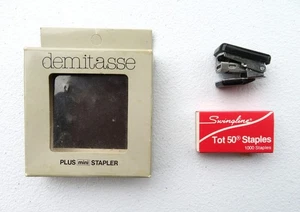 demitasse
PLUS mini STAPLER
Swingline
Tot 50® Staples
1000 Staples